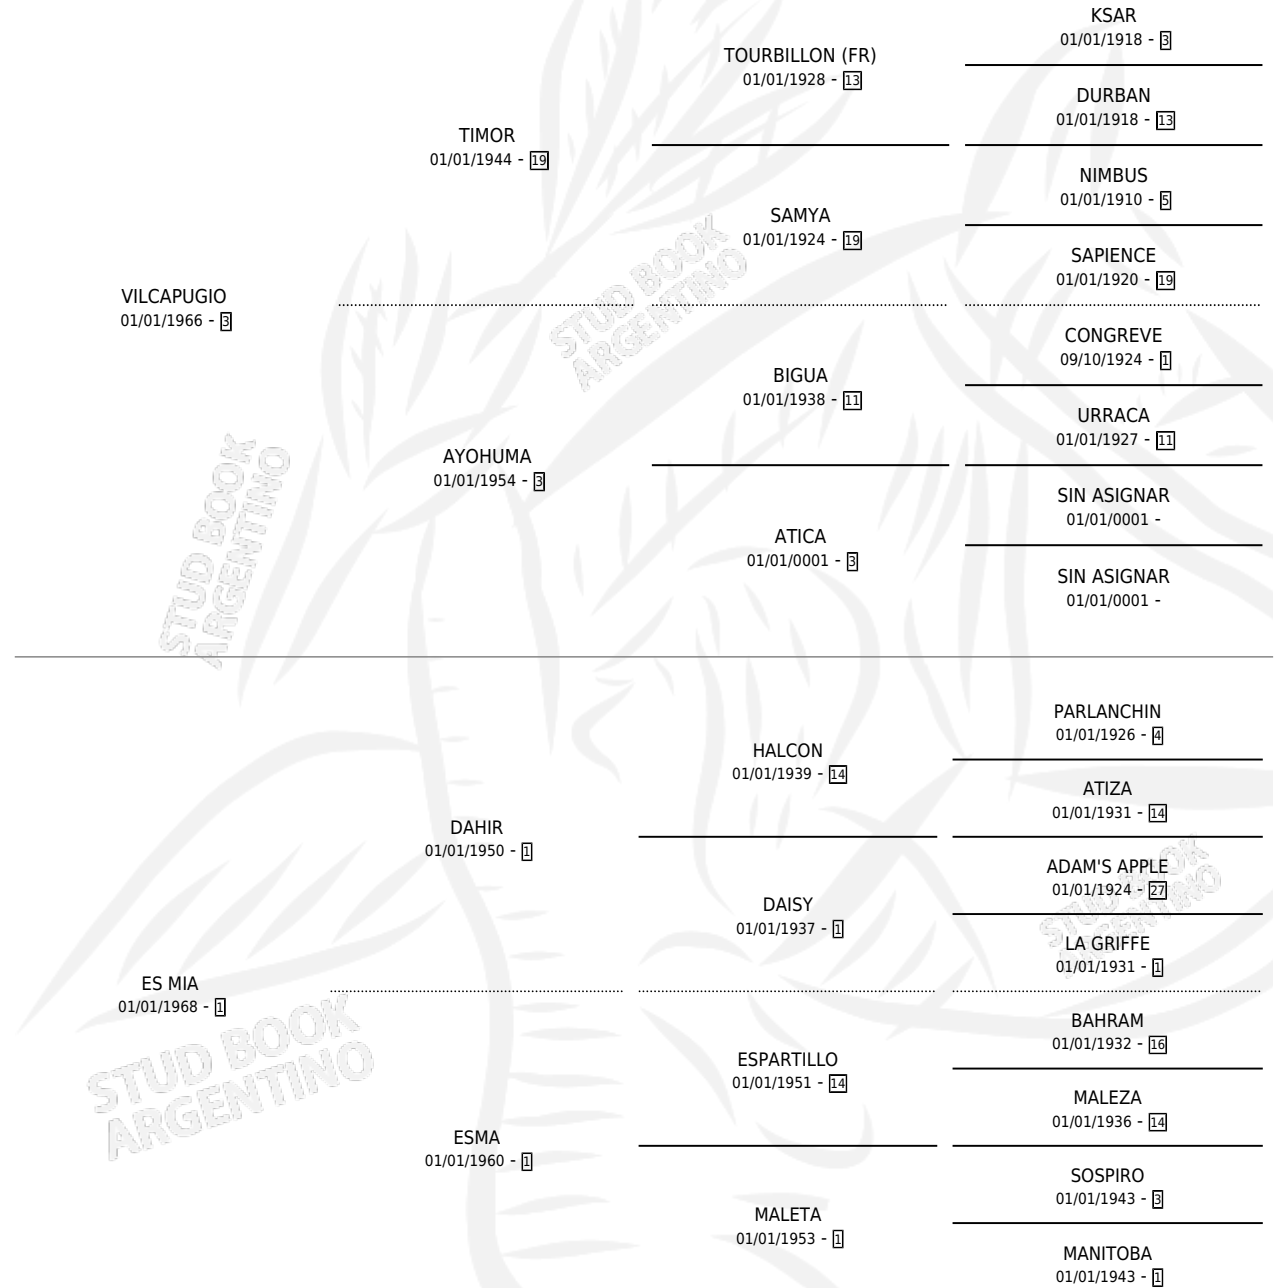 KSAR
01/01/1918 - 3
TOURBILLON (FR)
01/01/1928 - 13
DURBAN
01/01/1918 - 13
TIMOR
01/01/1944 - 19
NIMBUS
01/01/1910 - 5
SAMYA
01/01/1924 - 19
SAPIENCE
01/01/1920 - 19
VILCAPUGIO
01/01/1966 - 3
STUD BOOK
ARGENTINO
CONGREVE
09/10/1924 - 1
BIGUA
01/01/1938 - 11
URRACA
01/01/1927 - 11
AYOHUMA
01/01/1954 - 3
SIN ASIGNAR
01/01/0001 -
ATICA
01/01/0001 - 3
SIN ASIGNAR
01/01/0001 -
STUD BOOK
ARGENTINO
PARLANCHIN
01/01/1926 - 4
HALCON
01/01/1939 - 14
ATIZA
01/01/1931 - 14
DAHIR
01/01/1950 - 1
ADAM'S APPLE
01/01/1924 - 27
DAISY
01/01/1937 - 1
LA GRIFFE
01/01/1931 - 1
STUD BOOK
ARGENTINO
ES MIA
01/01/1968 - 1
BAHRAM
01/01/1932 - 16
ESPARTILLO
01/01/1951 - 14
MALEZA
01/01/1936 - 14
STUD BOOK
ARGENTINO
ESMA
01/01/1960 - 1
SOSPIRO
01/01/1943 - 3
MALETA
01/01/1953 - 1
MANITOBA
01/01/1943 - 1